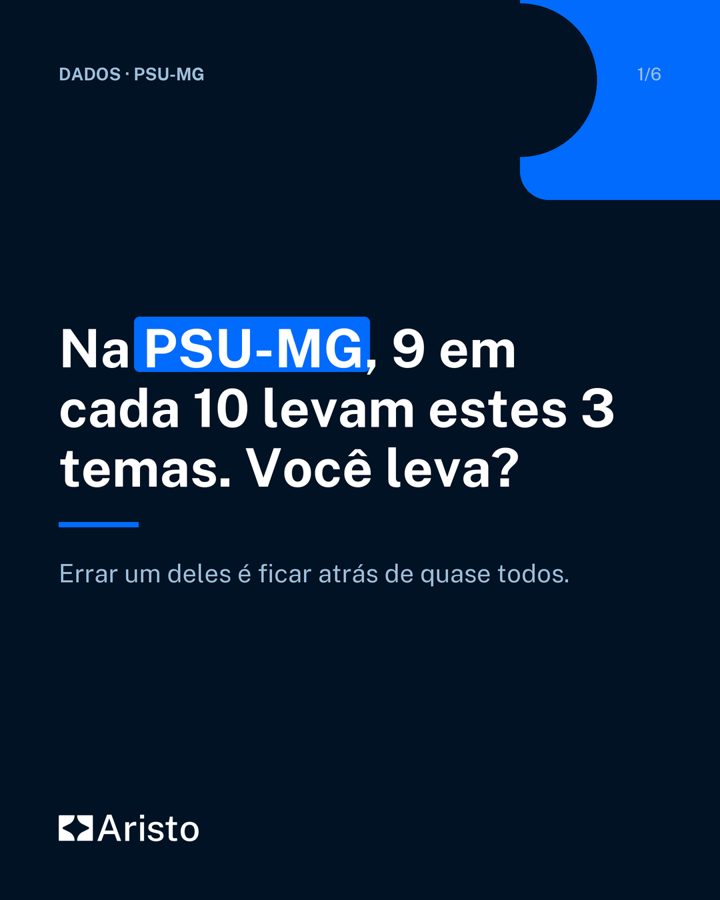 DADOS · PSU-MG
1/6
Na PSU-MG, 9 em
cada 10 levam estes 3
temas. Você leva?
Errar um deles é ficar atrás de quase todos.
Aristo